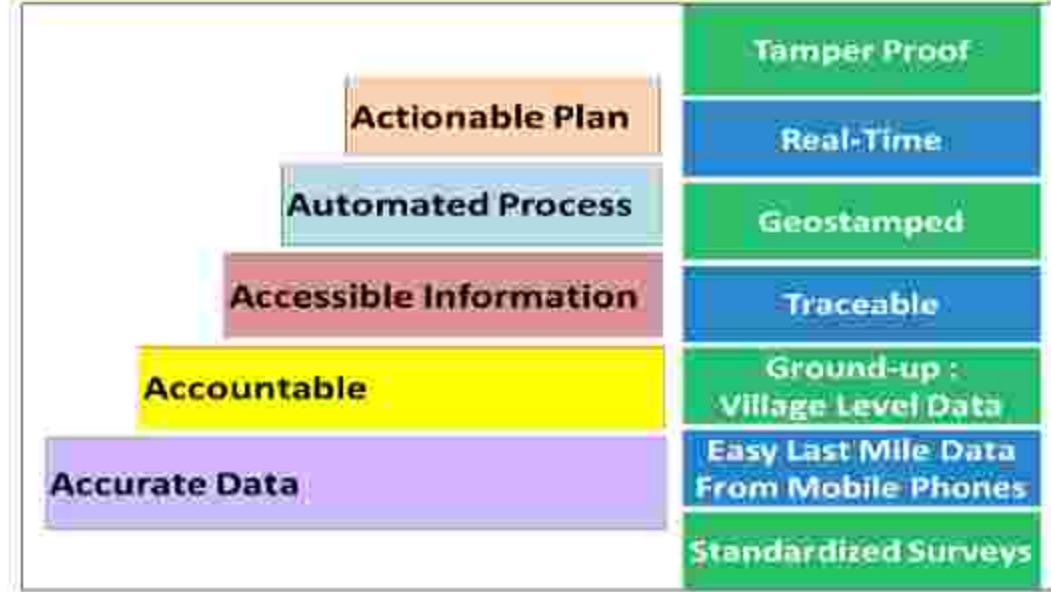 Actionable Plan
Automated Process
Accessible Information
Accountable
Accurate Data
Tamper Proof
Real-Time
Geostamped
Traceable
Ground-up :
Village Level Data
Easy Last Mile Data
From Mobile Phones
Standardized Surveys